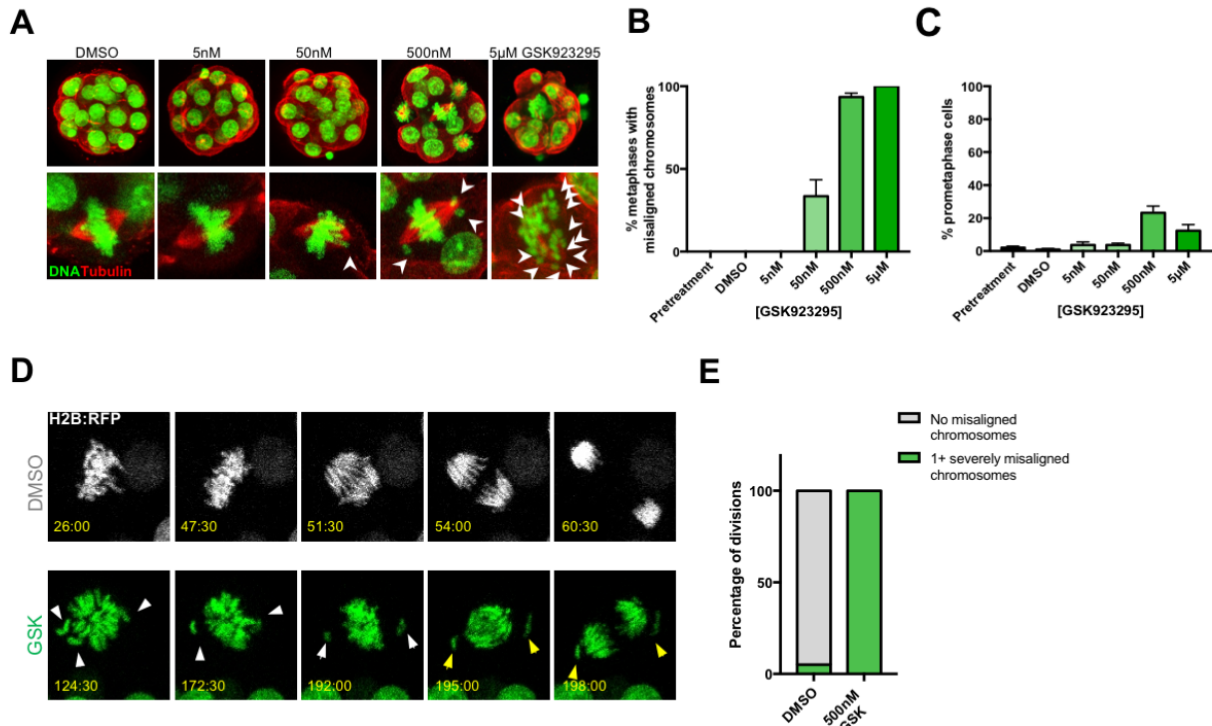 A
DMSO
5nM
50nM
500nM
5µM GSK923295
DNATubulin
B
% metaphases with
misaligned chromosomes
100
50
0
Pretreatment
DMSO
5nM
50nM
500nM
5µM
[GSK923295]
C
% prometaphase cells
100
80
60
40
20
0
Pretreatment
DMSO
5nM
50nM
500nM
5µM
[GSK923295]
D
H2B:RFP
DMSO
26:00
47:30
51:30
54:00
60:30
GSK
124:30
172:30
192:00
195:00
198:00
E
No misaligned
chromosomes
1+ severely misaligned
chromosomes
Percentage of divisions
100
50
0
DMSO
500nM
GSK